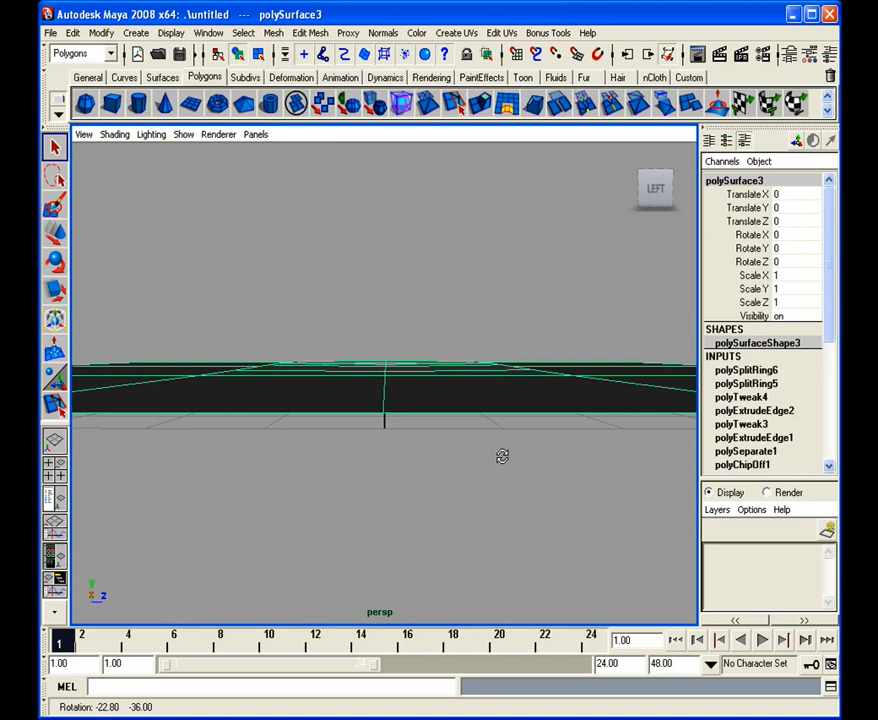 Autodesk Maya 2008 x64: .\untitled --- polySurface3
File Edit Modify Create Display Window Select Mesh Edit Mesh Proxy Normals Color Create UVs Edit UVs Bonus Tools Help
Polygons
General Curves Surfaces Polygons Subdivs Deformation Animation Dynamics Rendering PaintEffects Toon Fluids Fur Hair nCloth Custom
View Shading Lighting Show Renderer Panels
Channels Object
polySurface3
Translate X 0
Translate Y 0
Translate Z 0
Rotate X 0
Rotate Y 0
Rotate Z 0
Scale X 1
Scale Y 1
Scale Z 1
Visibility on
SHAPES
polySurfaceShape3
INPUTS
polySplitRing6
polySplitRing5
polyTweak4
polyExtrudeEdge2
polyTweak3
polyExtrudeEdge1
polySeparate1
polyChipOff1
LEFT
Display Render
Layers Options Help
y
x z
persp
1 2 4 6 8 10 12 14 16 18 20 22 24 1.00
1.00 1.00 1 24 24.00 48.00 No Character Set
MEL
Rotation: -22.80 -36.00